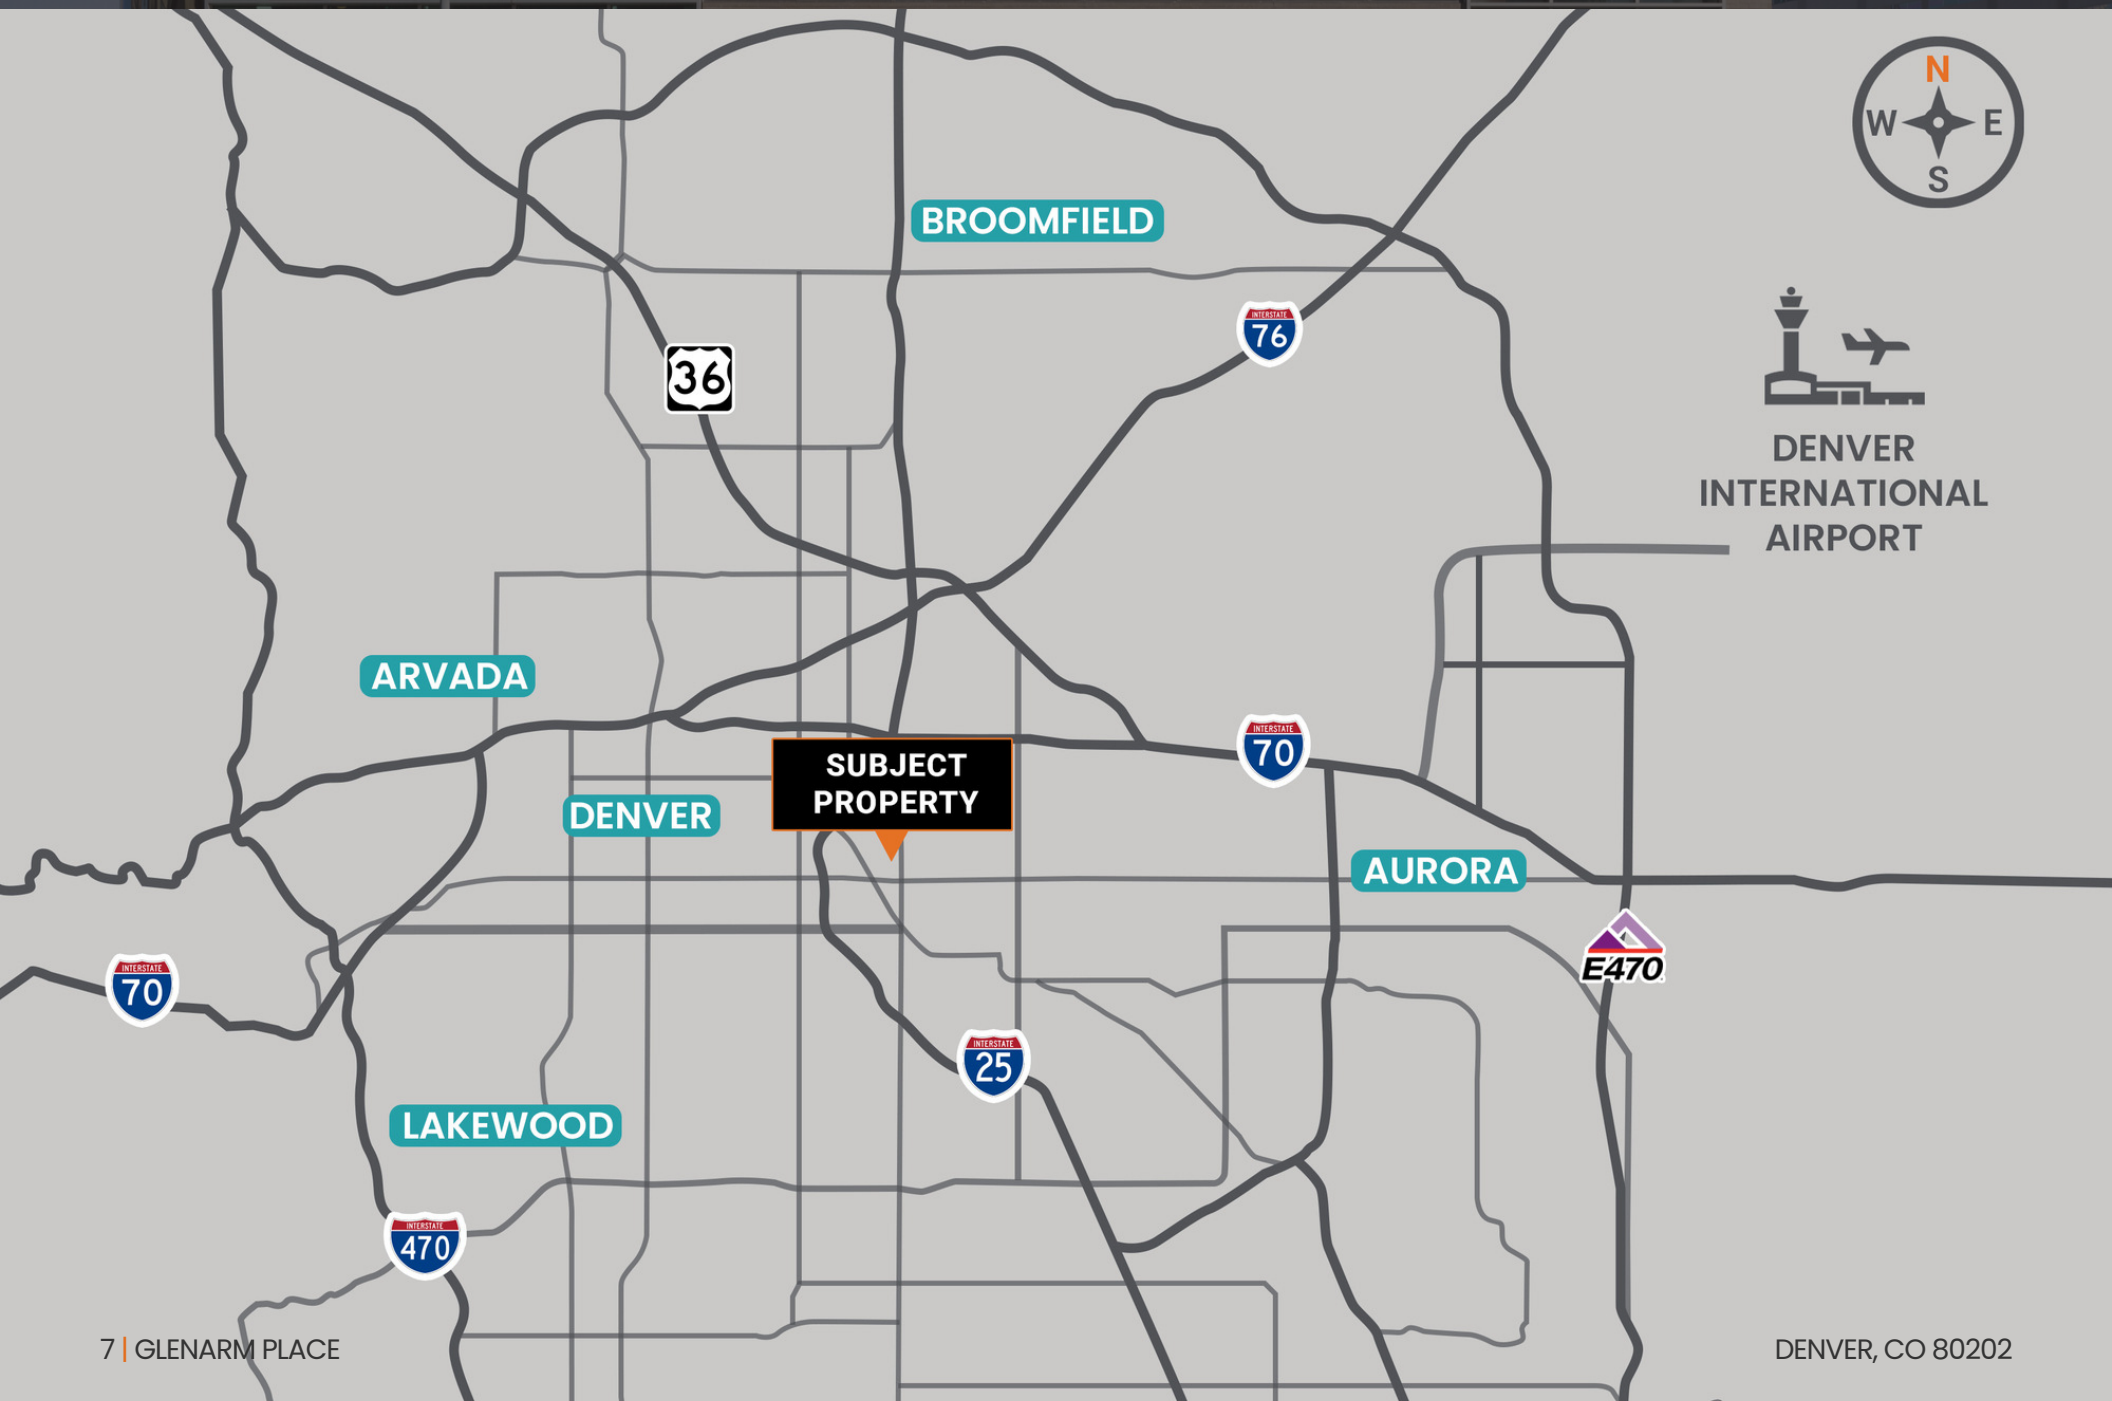 N
W E
S
BROOMFIELD
INTERSTATE
76
36
DENVER
INTERNATIONAL
AIRPORT
ARVADA
INTERSTATE
70
SUBJECT
PROPERTY
DENVER
AURORA
E470
INTERSTATE
70
INTERSTATE
25
LAKEWOOD
INTERSTATE
470
7 | GLENARM PLACE
DENVER, CO 80202